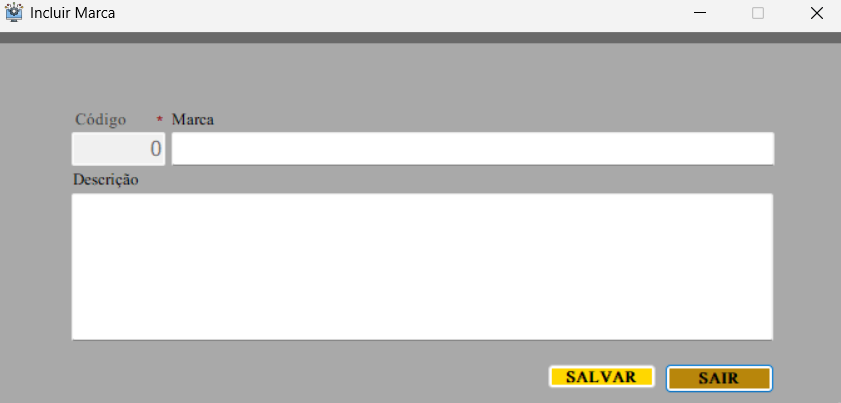 Incluir Marca
Código * Marca
0
Descrição
SALVAR SAIR